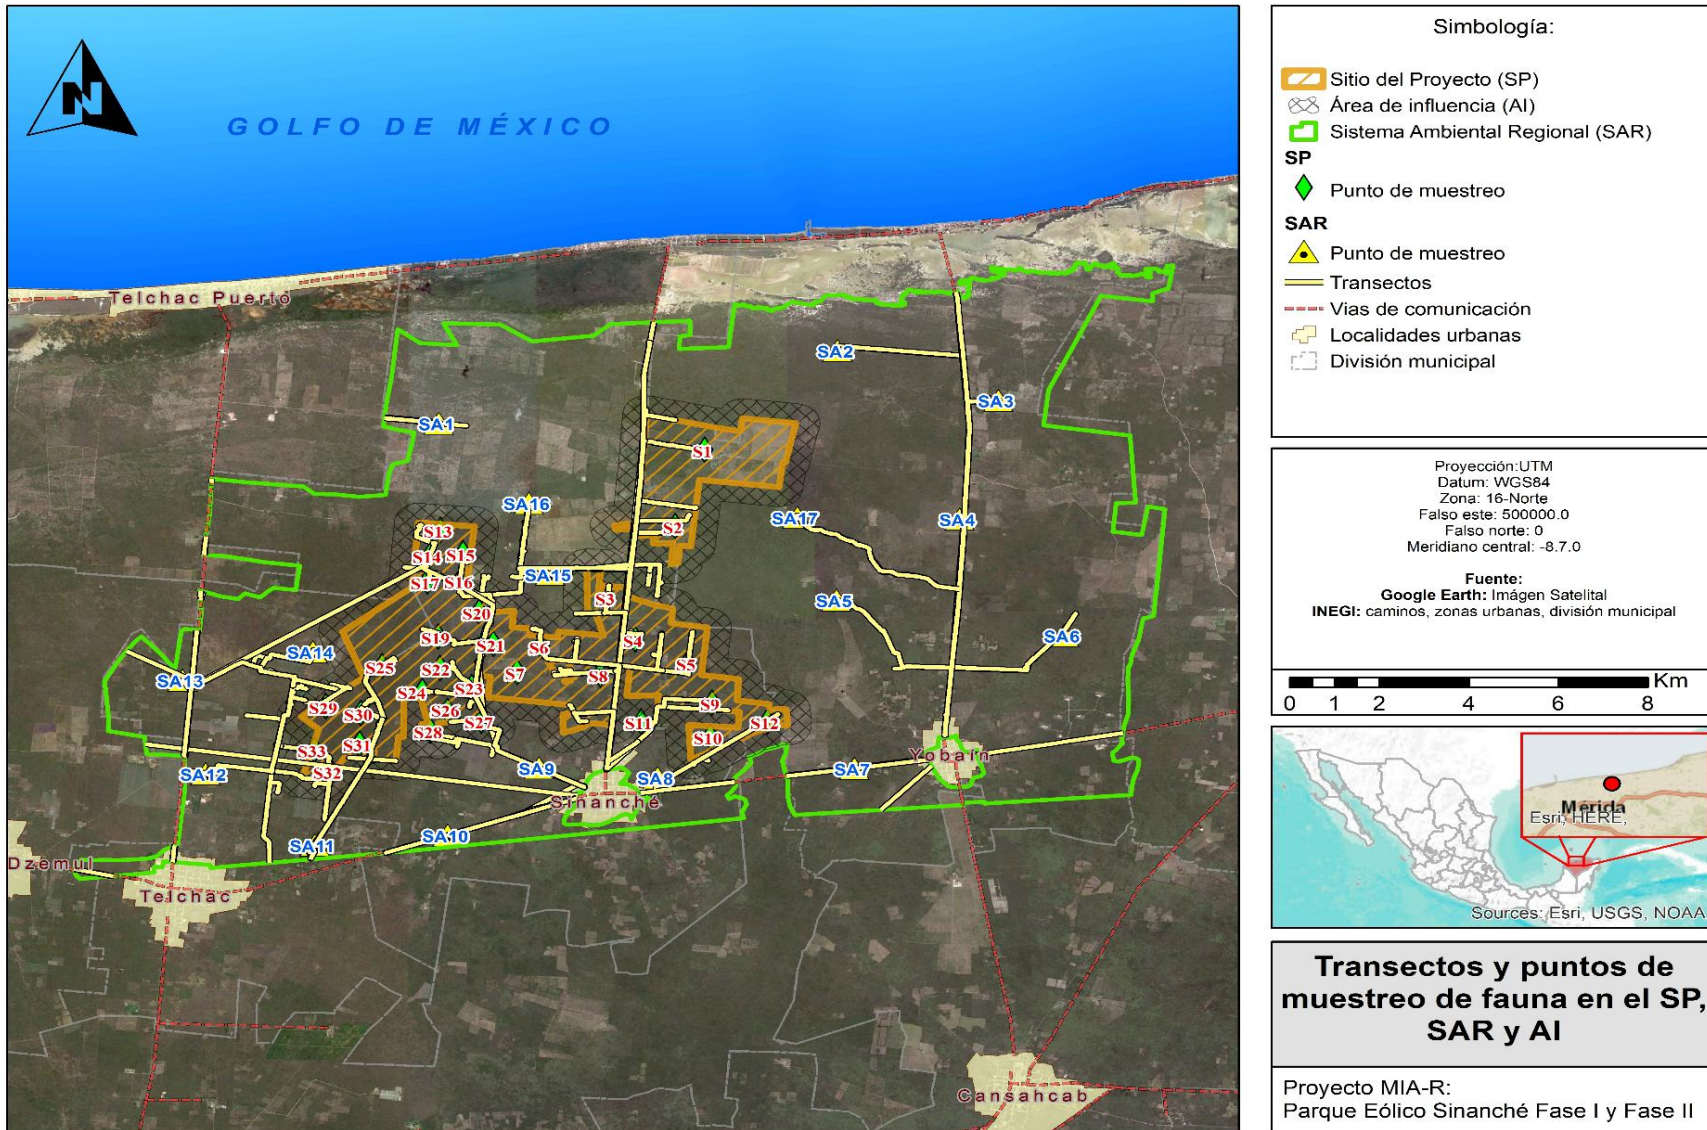 N
GOLFO DE MÉXICO
Telchac Puerto
SA2
SA3
SA1
S1
SA16
SA17
SA4
S2
S13
S14
S15
S17
S16
SA15
S3
SA5
S20
S19
S21
S6
S4
SA6
SA14
S25
S22
S7
S8
S5
SA13
S24
S23
S29
S30
S26
S27
S11
S9
S12
S28
S10
S33
S31
S32
SA12
SA9
SA8
SA7
Yobaín
Sinanché
SA11
SA10
Dzemul
Telchac
Cansahcab
Simbología:
Sitio del Proyecto (SP)
Área de influencia (AI)
Sistema Ambiental Regional (SAR)
SP
Punto de muestreo
SAR
Punto de muestreo
Transectos
Vias de comunicación
Localidades urbanas
División municipal
Proyección:UTM
Datum: WGS84
Zona: 16-Norte
Falso este: 500000.0
Falso norte: 0
Meridiano central: -8.7.0
Fuente:
Google Earth: Imágen Satelital
INEGI: caminos, zonas urbanas, división municipal
Km
0 1 2 4 6 8
Mérida
Esri, HERE,
Sources: Esri, USGS, NOAA
Transectos y puntos de
muestreo de fauna en el SP,
SAR y AI
Proyecto MIA-R:
Parque Eólico Sinanché Fase I y Fase II